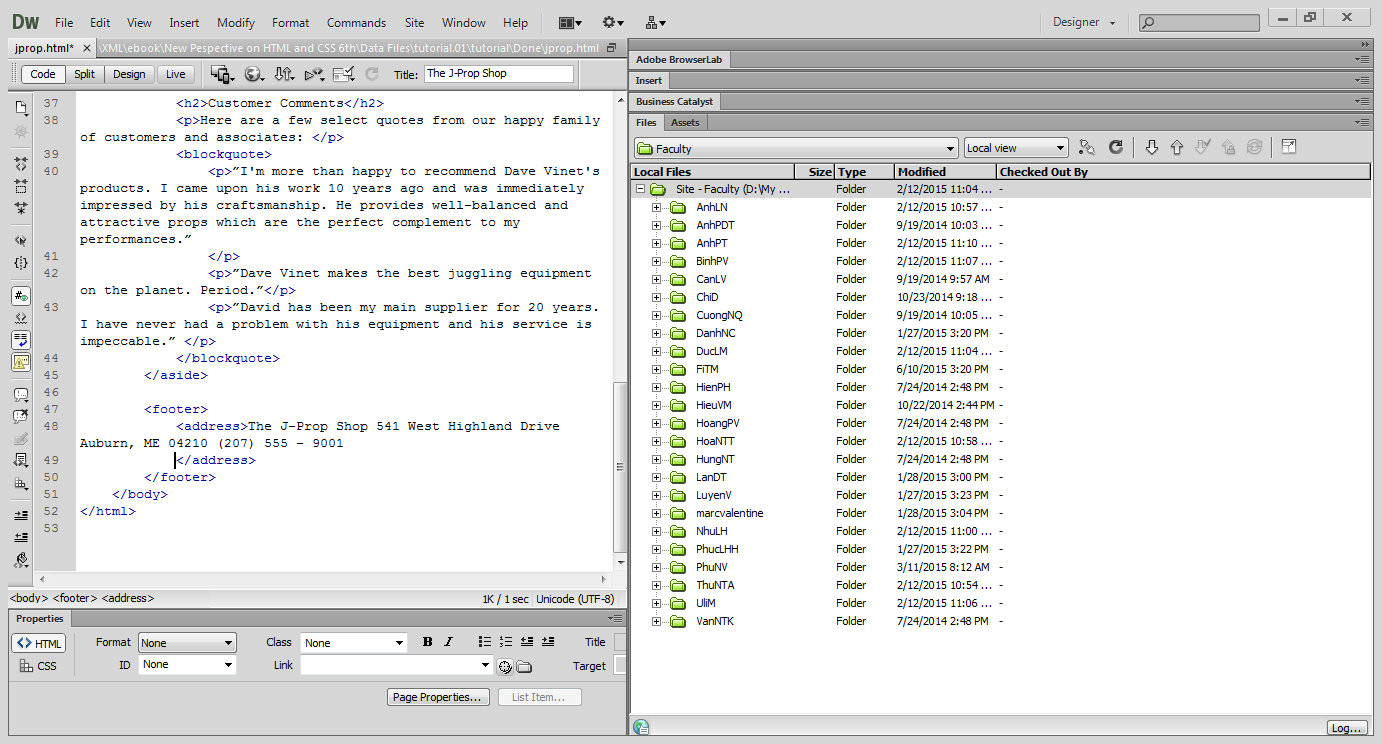 Dw File Edit View Insert Modify Format Commands Site Window Help Designer
jprop.html* \XML\ebook\New Pespective on HTML and CSS 6th\Data Files\tutorial.01\tutorial\Done\jprop.html
Code Split Design Live Title: The J-Prop Shop
37 <h2>Customer Comments</h2>
38 <p>Here are a few select quotes from our happy family
of customers and associates: </p>
39 <blockquote>
40 <p>”I'm more than happy to recommend Dave Vinet's
products. I came upon his work 10 years ago and was immediately
impressed by his craftsmanship. He provides well-balanced and
attractive props which are the perfect complement to my
performances.”
41 </p>
42 <p>”Dave Vinet makes the best juggling equipment
on the planet. Period.”</p>
43 <p>”David has been my main supplier for 20 years.
I have never had a problem with his equipment and his service is
impeccable.” </p>
44 </blockquote>
45 </aside>
46
47 <footer>
48 <address>The J-Prop Shop 541 West Highland Drive
Auburn, ME 04210 (207) 555 – 9001
49 </address>
50 </footer>
51 </body>
52 </html>
53
<body> <footer> <address> 1K / 1 sec Unicode (UTF-8)
Properties
<> HTML Format None Class None B I Title
CSS ID None Link Target
Page Properties... List Item...
Adobe BrowserLab
Insert
Business Catalyst
Files Assets
Faculty Local view
Local Files Size Type Modified Checked Out By
Site - Faculty (D:\My ... Folder 2/12/2015 11:04 ... -
AnhLN Folder 2/12/2015 10:57 ... -
AnhPDT Folder 9/19/2014 10:03 ... -
AnhPT Folder 2/12/2015 11:10 ... -
BinhPV Folder 2/12/2015 11:07 ... -
CanLV Folder 9/19/2014 9:57 AM -
ChiD Folder 10/23/2014 9:18 ... -
CuongNQ Folder 9/19/2014 10:05 ... -
DanhNC Folder 1/27/2015 3:20 PM -
DucLM Folder 2/12/2015 11:04 ... -
FiTM Folder 6/10/2015 3:20 PM -
HienPH Folder 7/24/2014 2:48 PM -
HieuVM Folder 10/22/2014 2:44 PM -
HoangPV Folder 7/24/2014 2:48 PM -
HoaNTT Folder 2/12/2015 10:58 ... -
HungNT Folder 7/24/2014 2:48 PM -
LanDT Folder 1/28/2015 3:00 PM -
LuyenV Folder 1/27/2015 3:23 PM -
marcvalentine Folder 1/28/2015 3:04 PM -
NhuLH Folder 2/12/2015 11:00 ... -
PhucLHH Folder 1/27/2015 3:22 PM -
PhuNV Folder 3/11/2015 8:12 AM -
ThuNTA Folder 2/12/2015 10:54 ... -
UliM Folder 2/12/2015 11:06 ... -
VanNTK Folder 7/24/2014 2:48 PM -
Log...